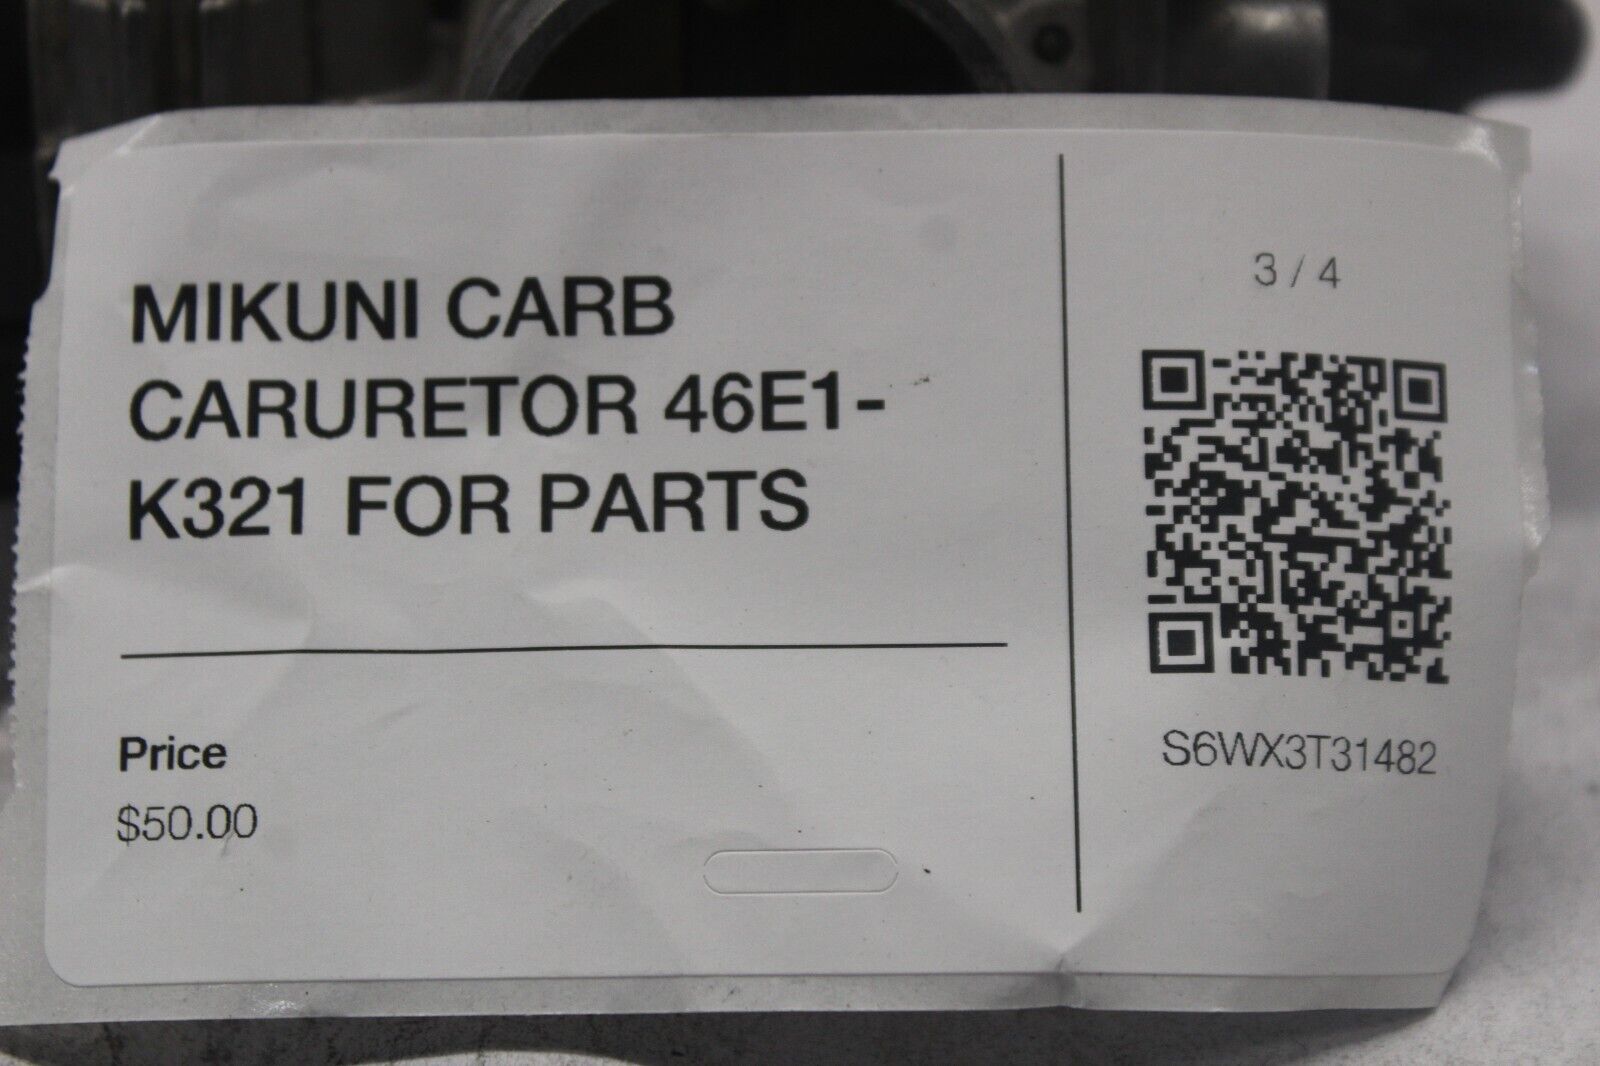 MIKUNI CARB
CARURETOR 46E1-
K321 FOR PARTS
Price
$50.00
3 / 4
S6WX3T31482